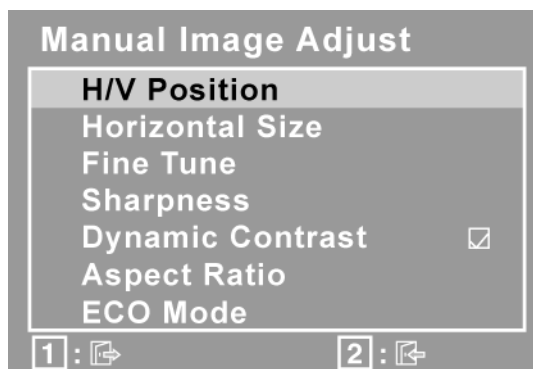 Manual Image Adjust
H/V Position
Horizontal Size
Fine Tune
Sharpness
Dynamic Contrast
Aspect Ratio
ECO Mode
1: 2: